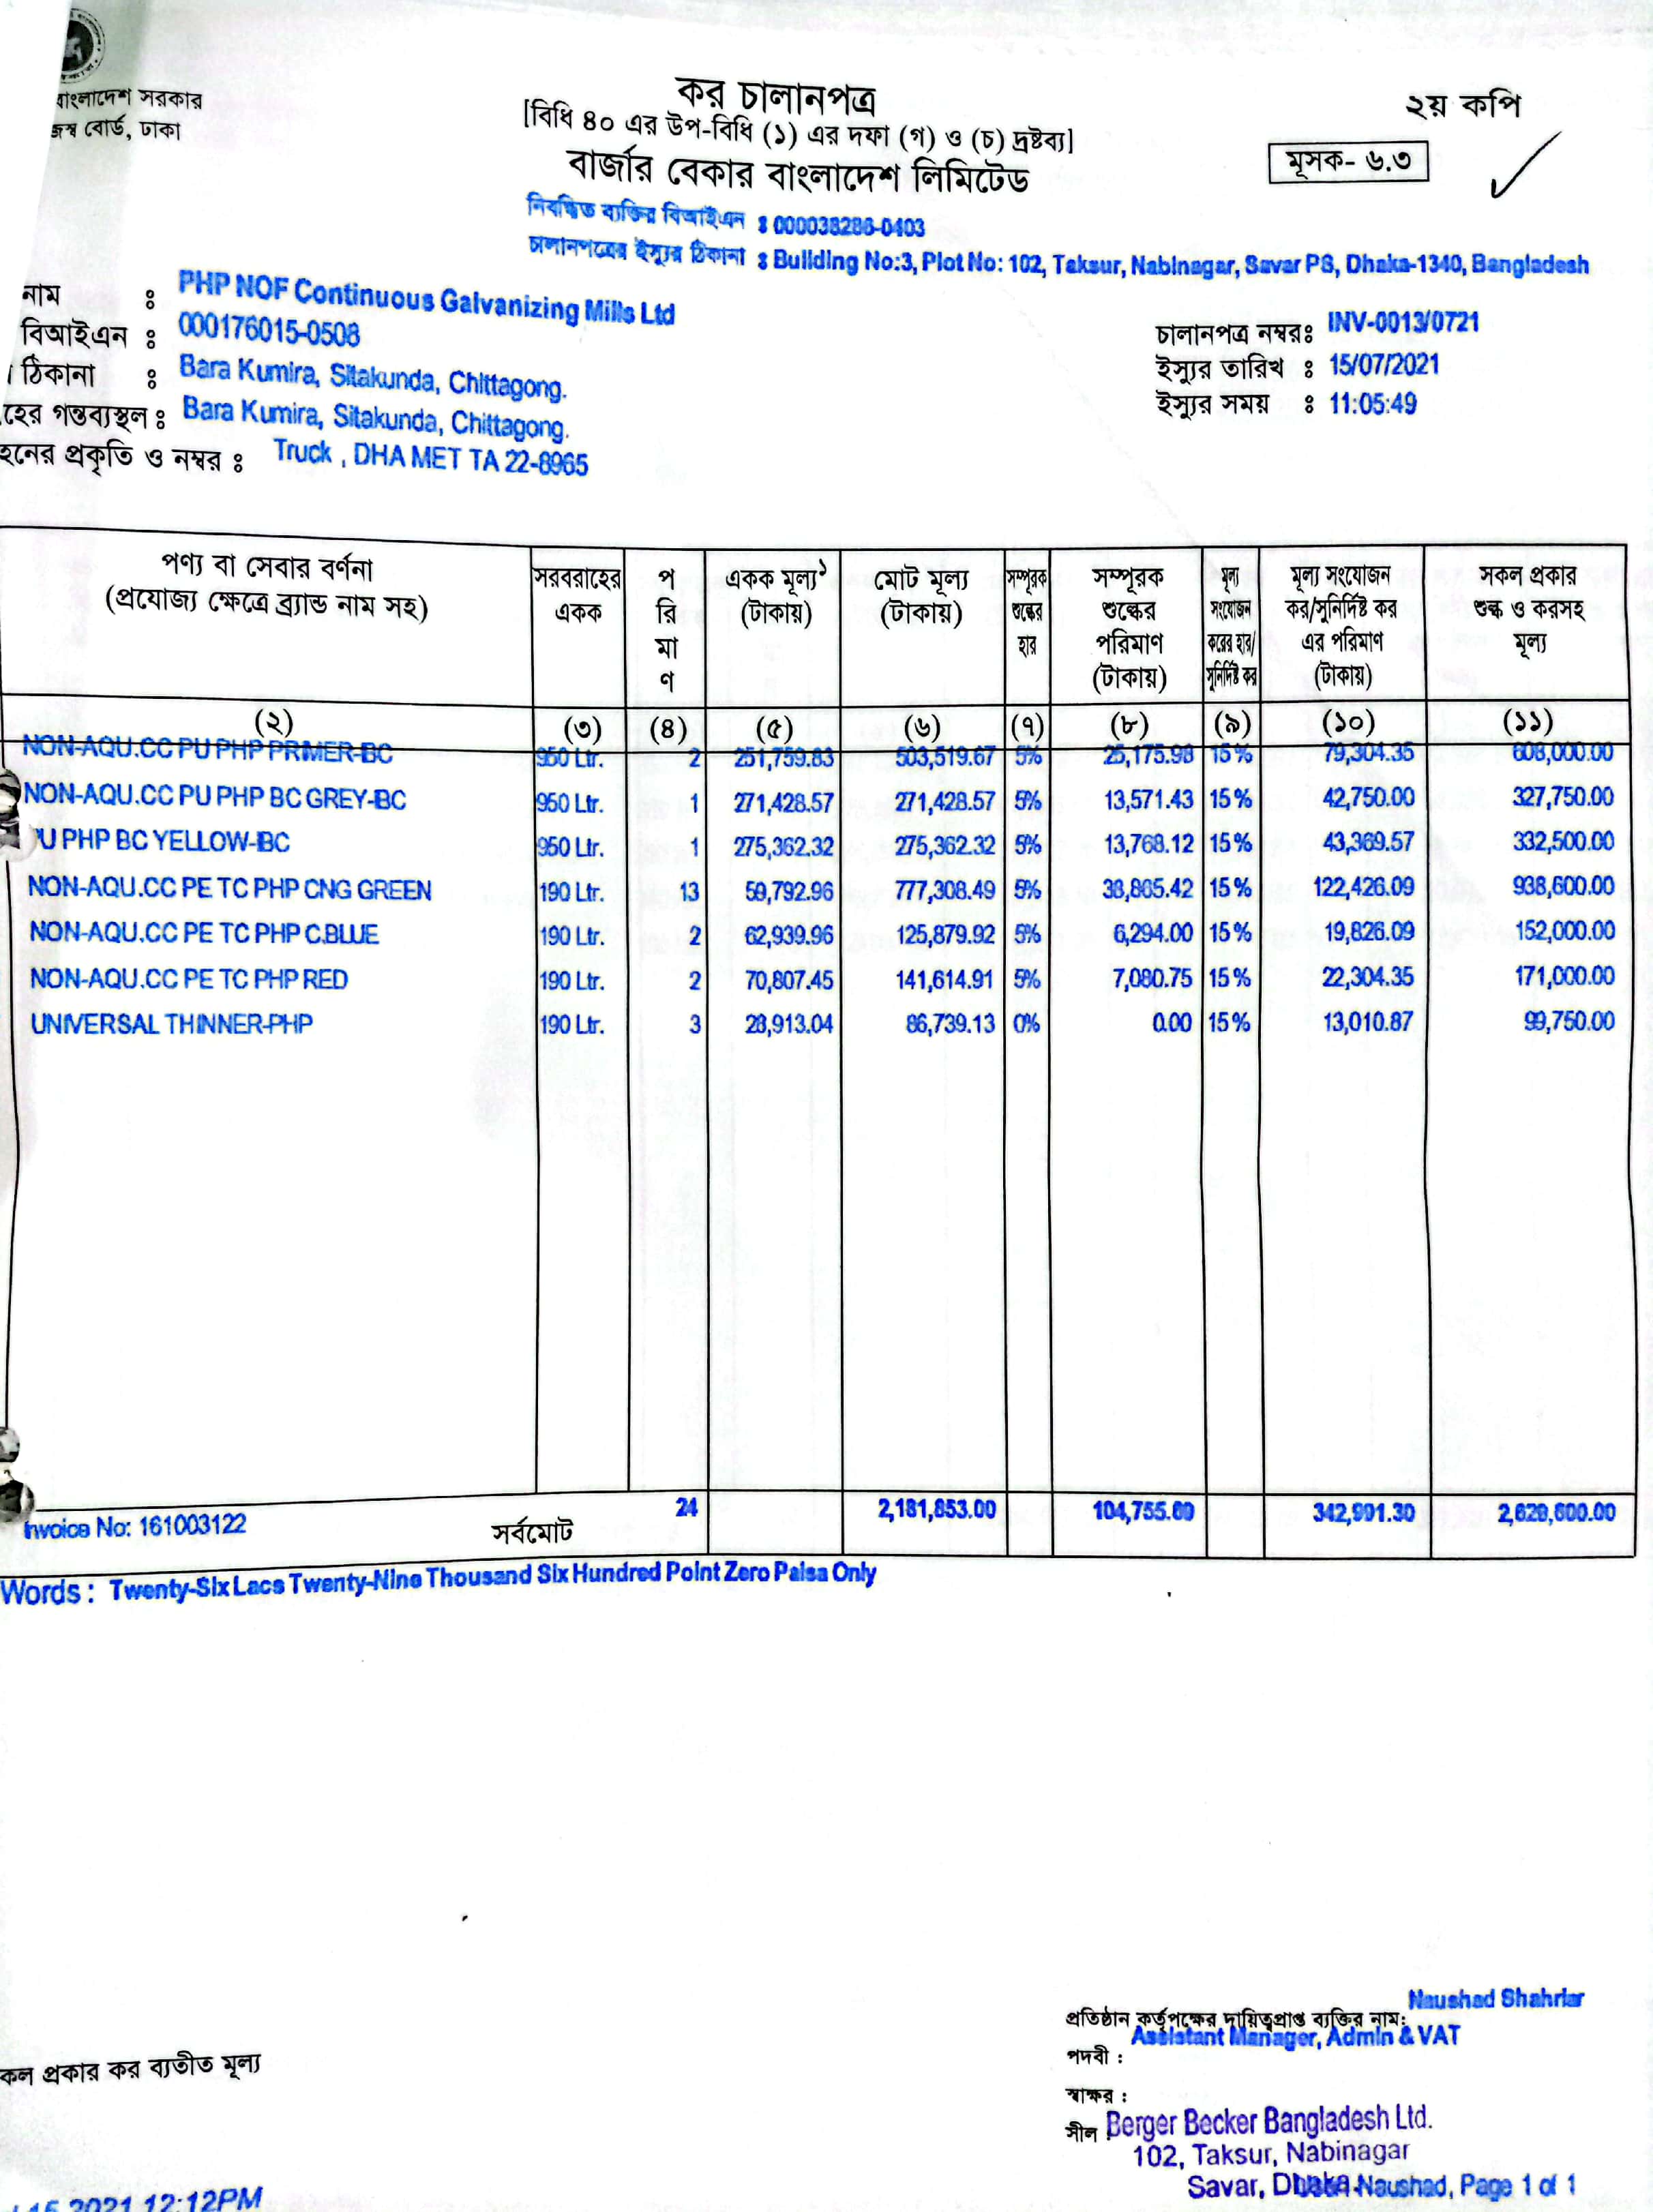 বাংলাদেশ সরকার
বোর্ড, ঢাকা
কর চালানপত্র
[বিধি ৪০ এর উপ-বিধি (১) এর দফা (গ) ও (চ) দ্রষ্টব্য]
বার্জার বেকার বাংলাদেশ লিমিটেড
২য় কপি
মূসক- ৬.৩
নিবন্ধিত ব্যক্তির বিআইএন : 000038286-0403
চালানপত্রের ইস্যুর ঠিকানা : Building No:3, Plot No: 102, Taksur, Nabinagar, Savar PS, Dhaka-1340, Bangladesh
নাম : PHP NOF Continuous Galvanizing Mills Ltd
বিআইএন : 000176015-0508
ঠিকানা : Bara Kumira, Sitakunda, Chittagong.
গন্তব্যস্থল : Bara Kumira, Sitakunda, Chittagong.
প্রকৃতি ও নম্বর : Truck , DHA MET TA 22-8965
চালানপত্র নম্বরঃ INV-0013/0721
ইস্যুর তারিখ : 15/07/2021
ইস্যুর সময় : 11:05:49
পণ্য বা সেবার বর্ণনা (প্রযোজ্য ক্ষেত্রে ব্র্যান্ড নাম সহ) সরবরাহের একক পরিমাণ একক মূল্য১ (টাকায়) মোট মূল্য (টাকায়) সম্পূরক শুল্কের হার সম্পূরক শুল্কের পরিমাণ (টাকায়) মূল্য সংযোজন করের হার/ সুনির্দিষ্ট কর মূল্য সংযোজন কর/সুনির্দিষ্ট কর এর পরিমাণ (টাকায়) সকল প্রকার শুল্ক ও করসহ মূল্য
(২) (৩) (৪) (৫) (৬) (৭) (৮) (৯) (১০) (১১)
NON-AQU.CC PU PHP PRIMER-BC 950 Ltr. 2 251,759.83 503,519.67 5% 25,175.98 15% 79,304.35 608,000.00
NON-AQU.CC PU PHP BC GREY-BC 950 Ltr. 1 271,428.57 271,428.57 5% 13,571.43 15% 42,750.00 327,750.00
PU PHP BC YELLOW-BC 950 Ltr. 1 275,362.32 275,362.32 5% 13,768.12 15% 43,369.57 332,500.00
NON-AQU.CC PE TC PHP CNG GREEN 190 Ltr. 13 59,792.96 777,308.49 5% 38,865.42 15% 122,426.09 938,600.00
NON-AQU.CC PE TC PHP C.BLUE 190 Ltr. 2 62,939.96 125,879.92 5% 6,294.00 15% 19,826.09 152,000.00
NON-AQU.CC PE TC PHP RED 190 Ltr. 2 70,807.45 141,614.91 5% 7,080.75 15% 22,304.35 171,000.00
UNIVERSAL THINNER-PHP 190 Ltr. 3 28,913.04 86,739.13 0% 0.00 15% 13,010.87 99,750.00
Invoice No: 161003122 সর্বমোট 24 2,181,853.00 104,755.69 342,991.30 2,629,600.00
Words : Twenty-Six Lacs Twenty-Nine Thousand Six Hundred Point Zero Paisa Only
প্রতিষ্ঠান কর্তৃপক্ষের দায়িত্বপ্রাপ্ত ব্যক্তির নাম: Naushad Shahriar
পদবী : Assistant Manager, Admin & VAT
স্বাক্ষর :
সীল : Berger Becker Bangladesh Ltd.
102, Taksur, Nabinagar
Savar, Dhaka. Naushad, Page 1 of 1
প্রকার কর ব্যতীত মূল্য
15 2021 12:12PM